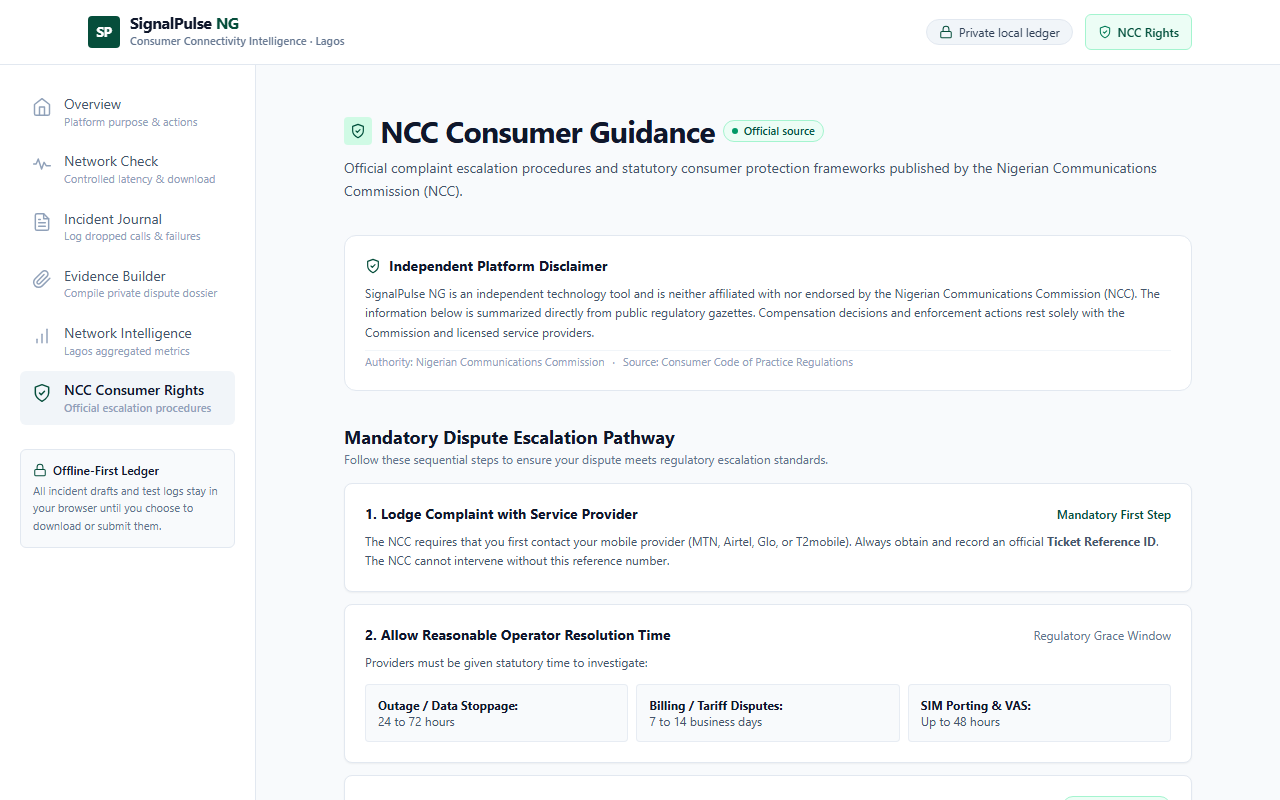 SP
SignalPulse NG
Consumer Connectivity Intelligence · Lagos
Private local ledger
NCC Rights
Overview
Platform purpose & actions
Network Check
Controlled latency & download
Incident Journal
Log dropped calls & failures
Evidence Builder
Compile private dispute dossier
Network Intelligence
Lagos aggregated metrics
NCC Consumer Rights
Official escalation procedures
Offline-First Ledger
All incident drafts and test logs stay in
your browser until you choose to
download or submit them.
NCC Consumer Guidance
Official source
Official complaint escalation procedures and statutory consumer protection frameworks published by the Nigerian Communications
Commission (NCC).
Independent Platform Disclaimer
SignalPulse NG is an independent technology tool and is neither affiliated with nor endorsed by the Nigerian Communications Commission (NCC). The
information below is summarized directly from public regulatory gazettes. Compensation decisions and enforcement actions rest solely with the
Commission and licensed service providers.
Authority: Nigerian Communications Commission · Source: Consumer Code of Practice Regulations
Mandatory Dispute Escalation Pathway
Follow these sequential steps to ensure your dispute meets regulatory escalation standards.
1. Lodge Complaint with Service Provider
Mandatory First Step
The NCC requires that you first contact your mobile provider (MTN, Airtel, Glo, or T2mobile). Always obtain and record an official Ticket Reference ID.
The NCC cannot intervene without this reference number.
2. Allow Reasonable Operator Resolution Time
Regulatory Grace Window
Providers must be given statutory time to investigate:
Outage / Data Stoppage:
24 to 72 hours
Billing / Tariff Disputes:
7 to 14 business days
SIM Porting & VAS:
Up to 48 hours